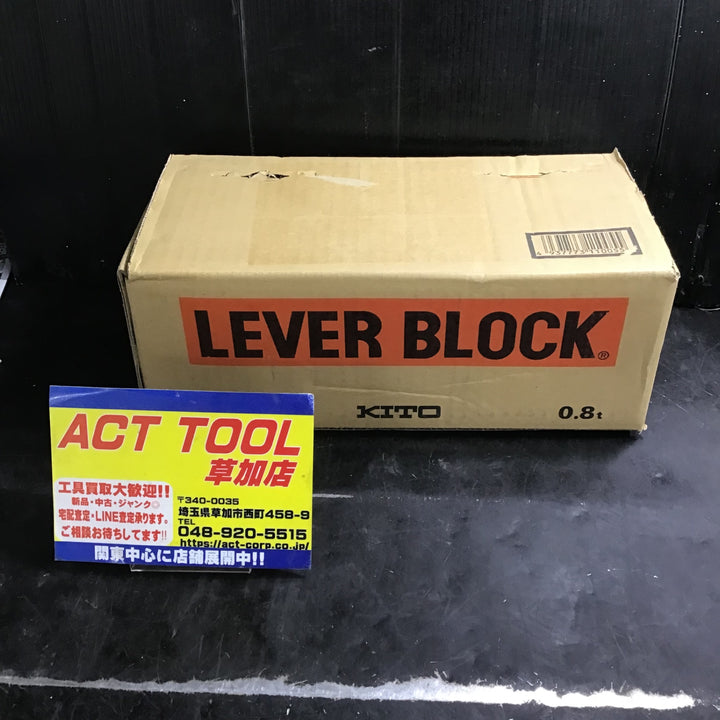 LEVER BLOCK®
KITO
0.8t
ACT TOOL
草加店
工具買取大歓迎!!
新品・中古・ジャンク◎
宅配査定・LINE査定承ります。
ご相談お待ちしてます!!
〒340-0035
埼玉県草加市西町458-9
TEL
048-920-5515
https://act-corp.co.jp/
関東中心に店舗展開中!!